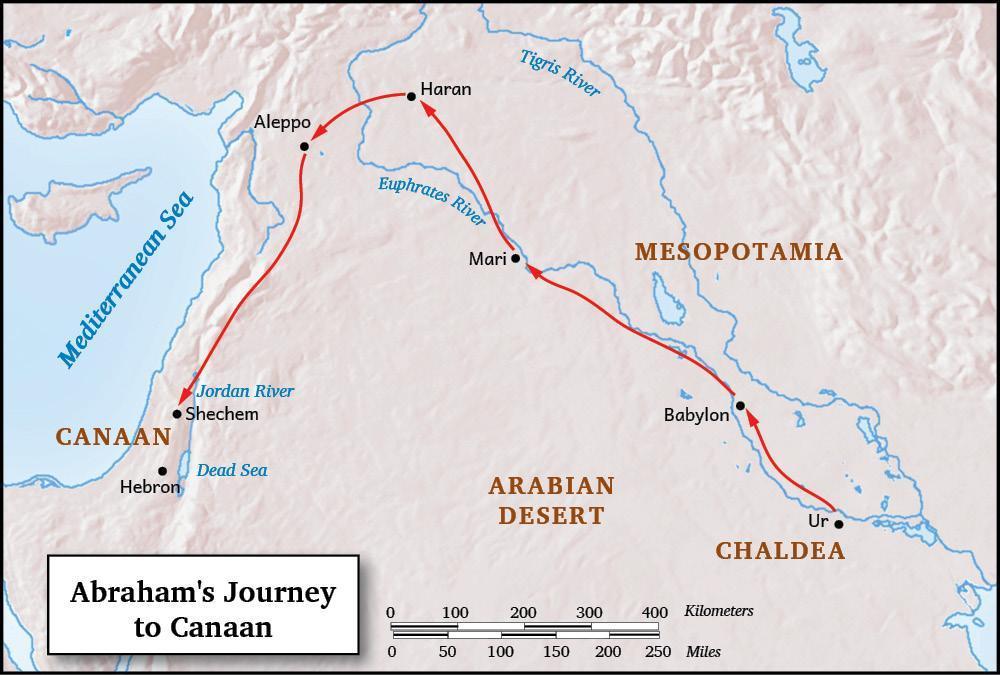 Tigris River
Haran
Aleppo
Euphrates River
Mediterranean Sea
MESOPOTAMIA
Mari
Jordan River
Shechem
Babylon
CANAAN
Dead Sea
Hebron
ARABIAN
DESERT
Ur
CHALDEA
Abraham's Journey
to Canaan
0 100 200 300 400 Kilometers
0 50 100 150 200 250 Miles